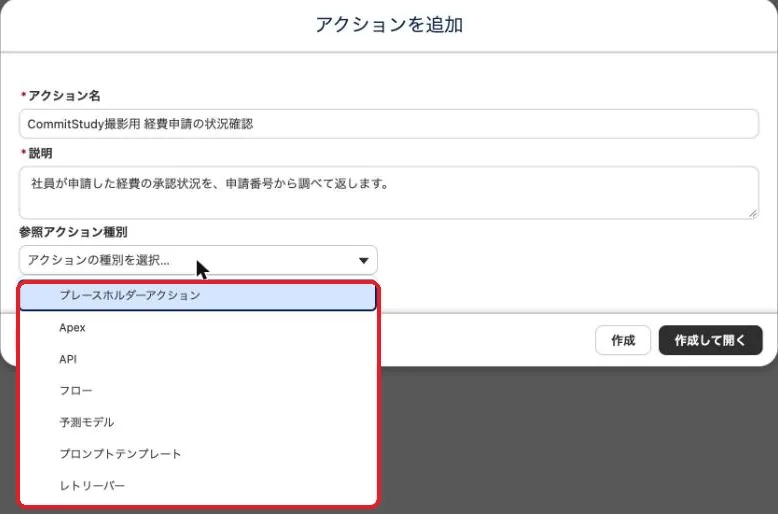 アクションを追加
*アクション名
CommitStudy撮影用 経費申請の状況確認
*説明
社員が申請した経費の承認状況を、申請番号から調べて返します。
参照アクション種別
アクションの種別を選択...
プレースホルダーアクション
Apex
API
フロー
予測モデル
プロンプトテンプレート
レトリーバー
作成
作成して開く